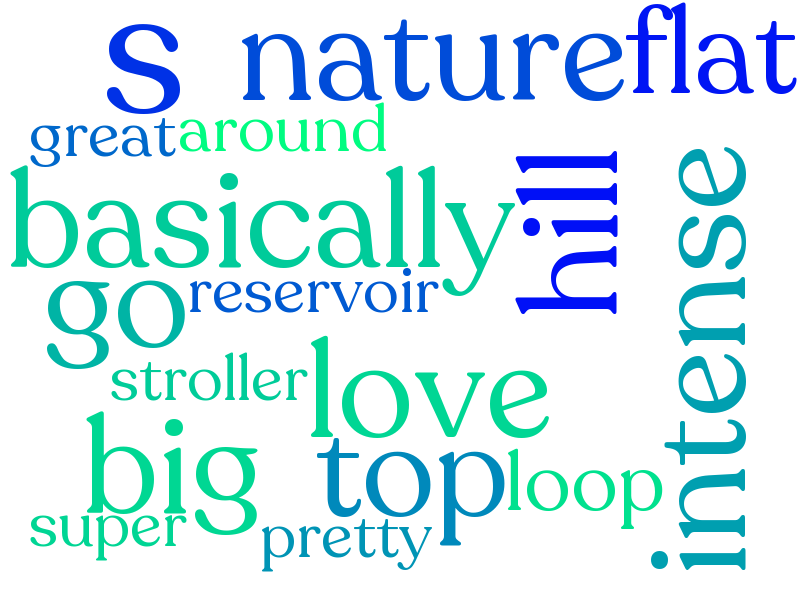 s nature flat
great around
basically
hill
intense
go reservoir
stroller love
big top loop
super pretty